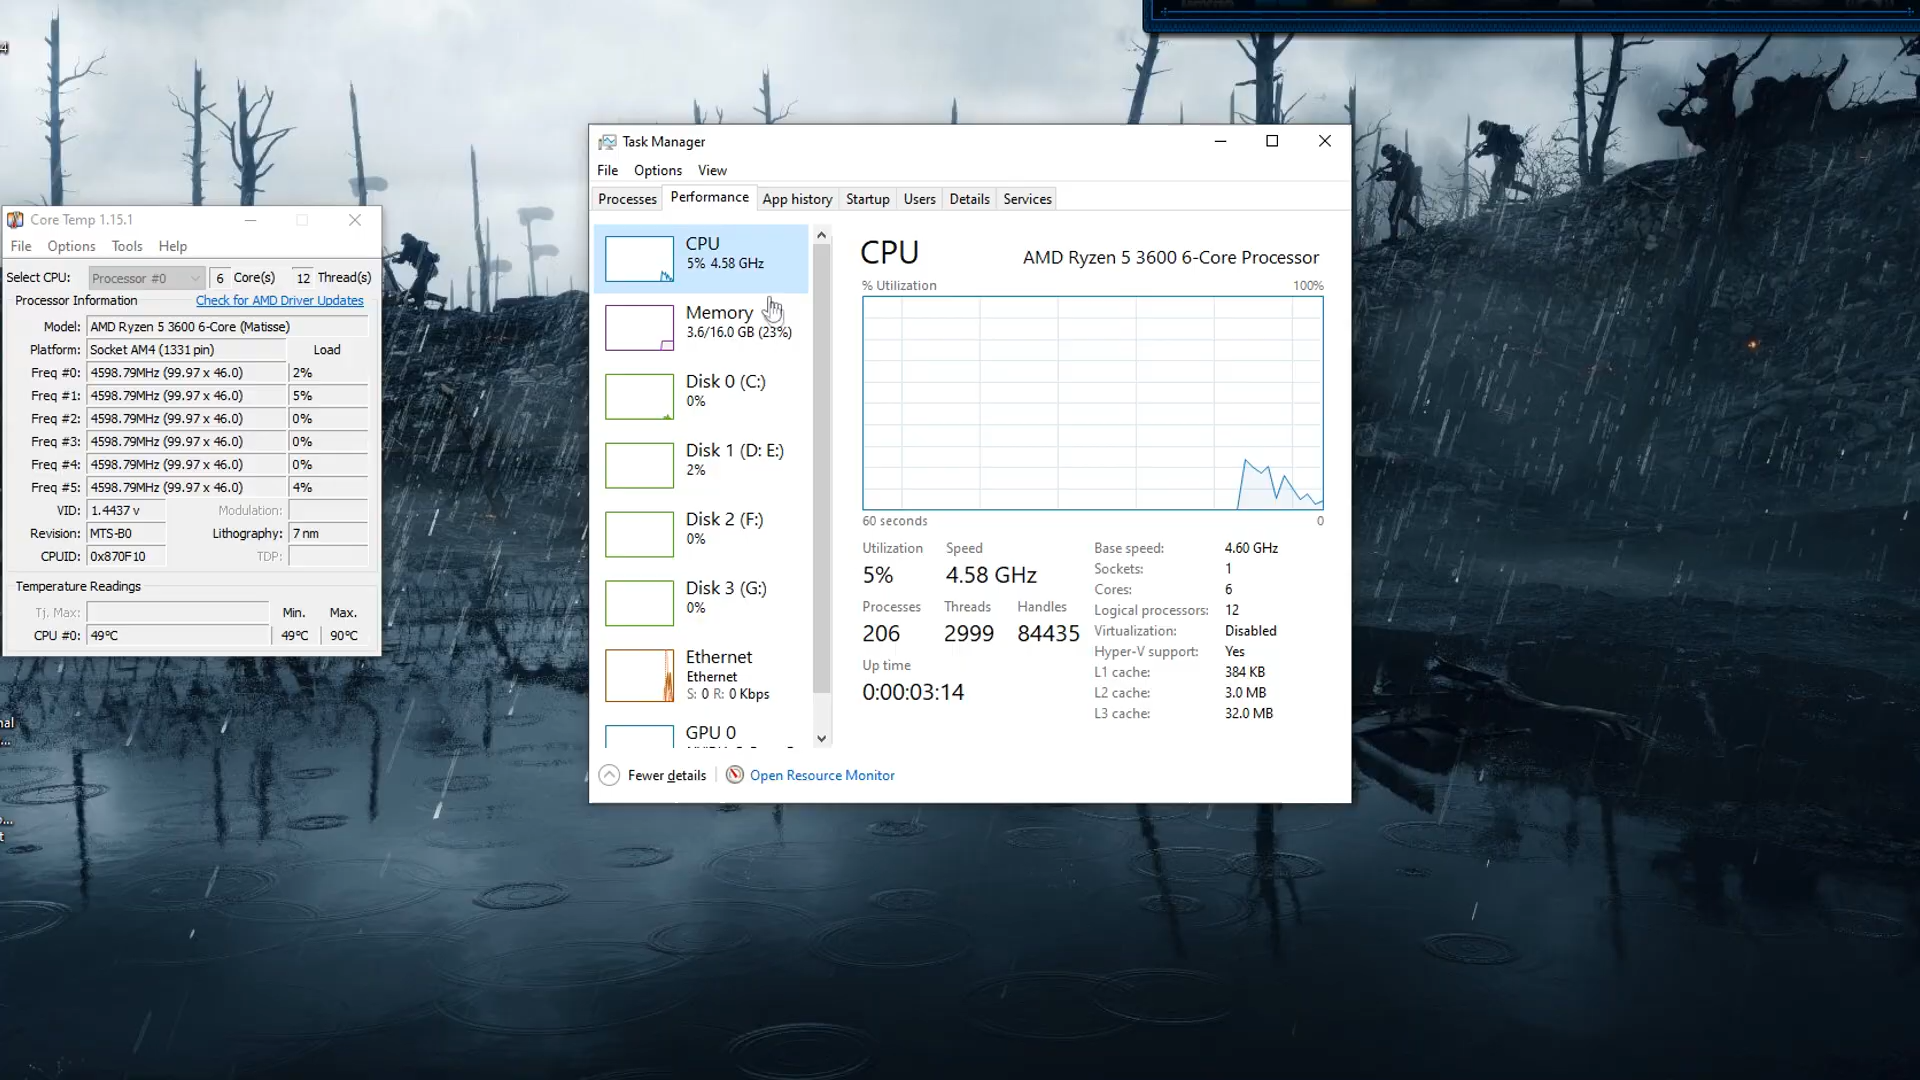 4
Core Temp 1.15.1
File Options Tools Help
Select CPU: Processor #0 6 Core(s) 12 Thread(s)
Processor Information Check for AMD Driver Updates
Model: AMD Ryzen 5 3600 6-Core (Matisse)
Platform: Socket AM4 (1331 pin) Load
Freq #0: 4598.79MHz (99.97 x 46.0) 2%
Freq #1: 4598.79MHz (99.97 x 46.0) 5%
Freq #2: 4598.79MHz (99.97 x 46.0) 0%
Freq #3: 4598.79MHz (99.97 x 46.0) 0%
Freq #4: 4598.79MHz (99.97 x 46.0) 0%
Freq #5: 4598.79MHz (99.97 x 46.0) 4%
VID: 1.4437 v Modulation:
Revision: MTS-B0 Lithography: 7 nm
CPUID: 0x870F10 TDP:
Temperature Readings
Tj. Max: Min. Max.
CPU #0: 49°C 49°C 90°C
Task Manager
File Options View
Processes Performance App history Startup Users Details Services
CPU
5% 4.58 GHz
Memory
3.6/16.0 GB (23%)
Disk 0 (C:)
0%
Disk 1 (D: E:)
2%
Disk 2 (F:)
0%
Disk 3 (G:)
0%
Ethernet
Ethernet
S: 0 R: 0 Kbps
GPU 0
CPU AMD Ryzen 5 3600 6-Core Processor
% Utilization 100%
60 seconds 0
Utilization Speed
5% 4.58 GHz
Processes Threads Handles
206 2999 84435
Up time
0:00:03:14
Base speed: 4.60 GHz
Sockets: 1
Cores: 6
Logical processors: 12
Virtualization: Disabled
Hyper-V support: Yes
L1 cache: 384 KB
L2 cache: 3.0 MB
L3 cache: 32.0 MB
Fewer details Open Resource Monitor